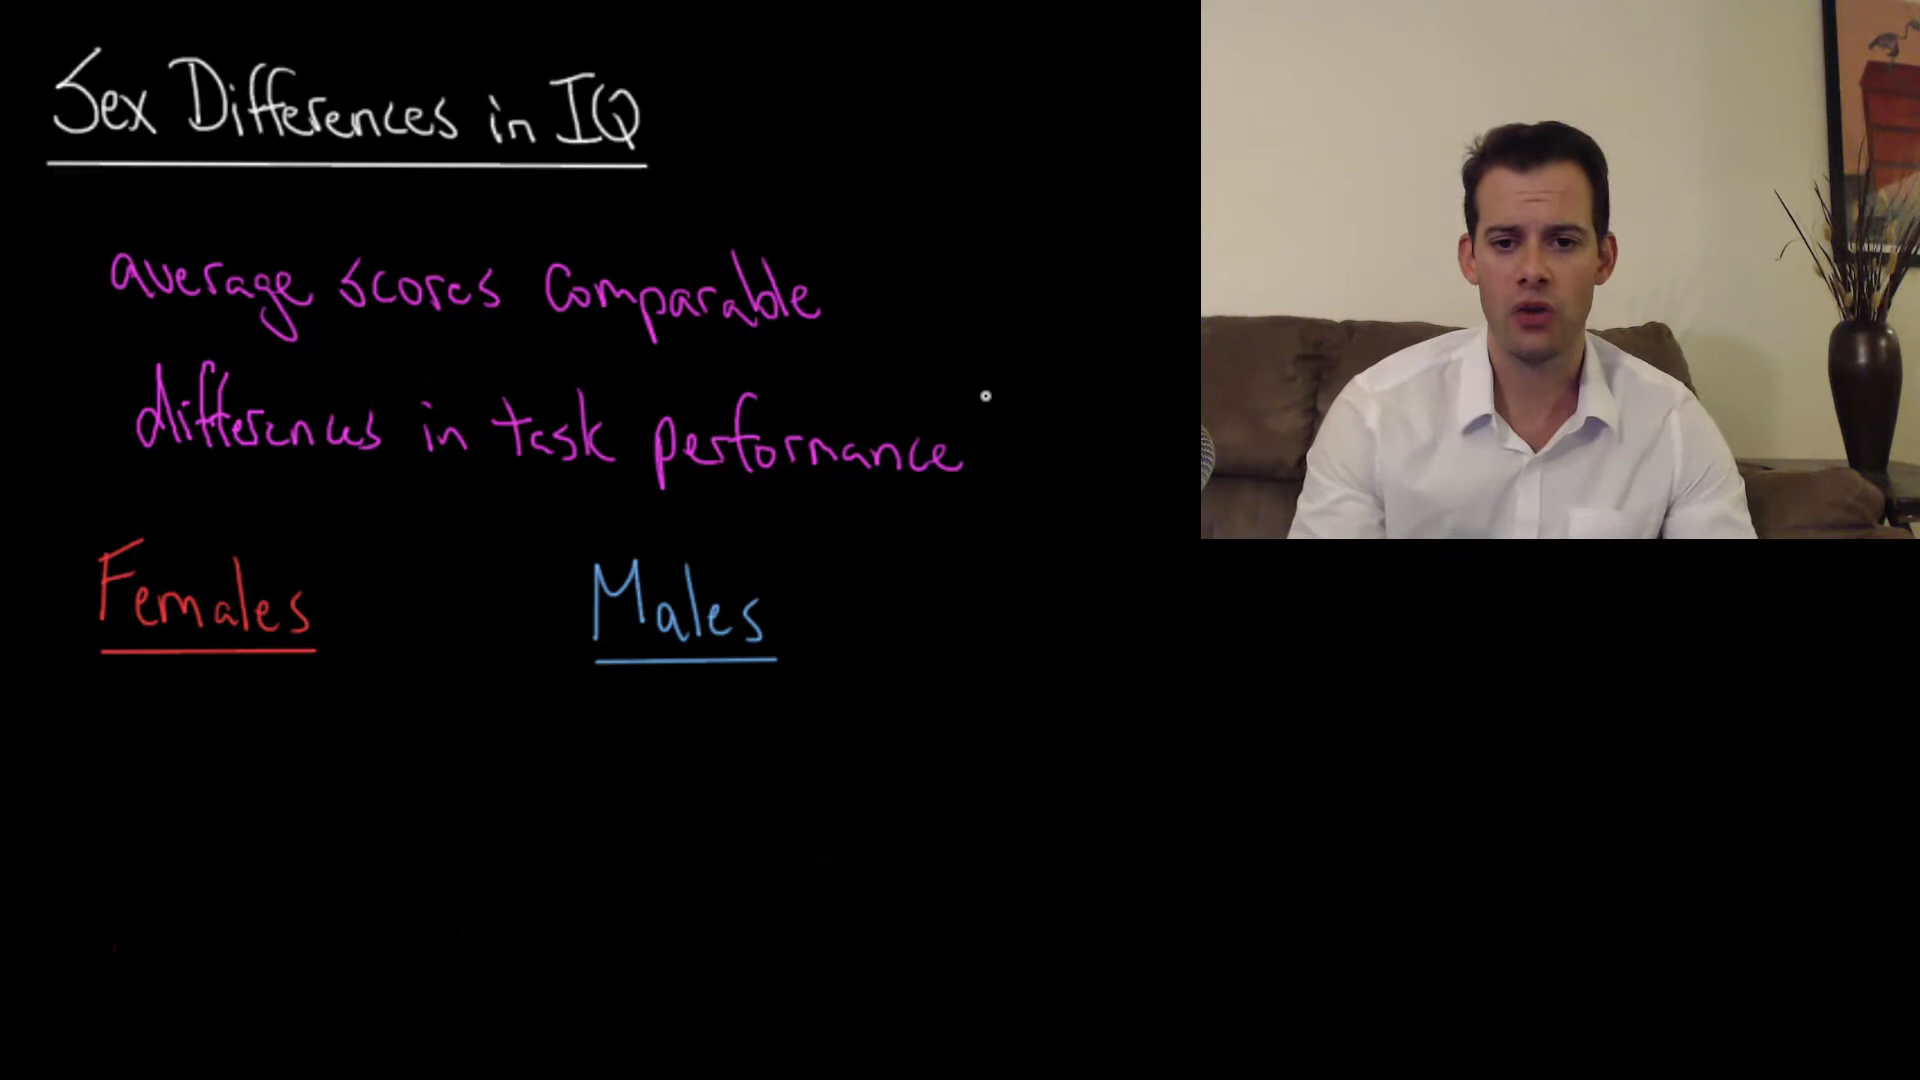 Sex Differences in IQ
average scores comparable
differences in task performance
Females
Males